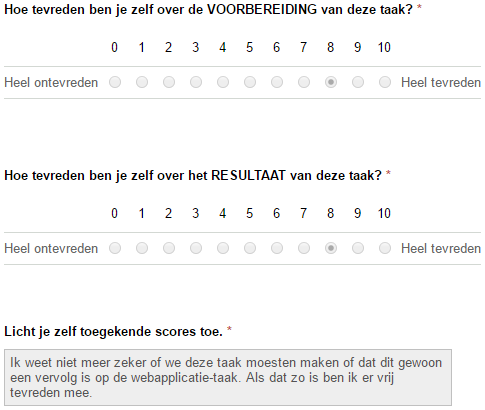 Hoe tevreden ben je zelf over de VOORBEREIDING van deze taak? *
0 1 2 3 4 5 6 7 8 9 10
Heel ontevreden Heel tevreden
Hoe tevreden ben je zelf over het RESULTAAT van deze taak? *
0 1 2 3 4 5 6 7 8 9 10
Heel ontevreden Heel tevreden
Licht je zelf toegekende scores toe. *
Ik weet niet meer zeker of we deze taak moesten maken of dat dit gewoon
een vervolg is op de webapplicatie-taak. Als dat zo is ben ik er vrij
tevreden mee.